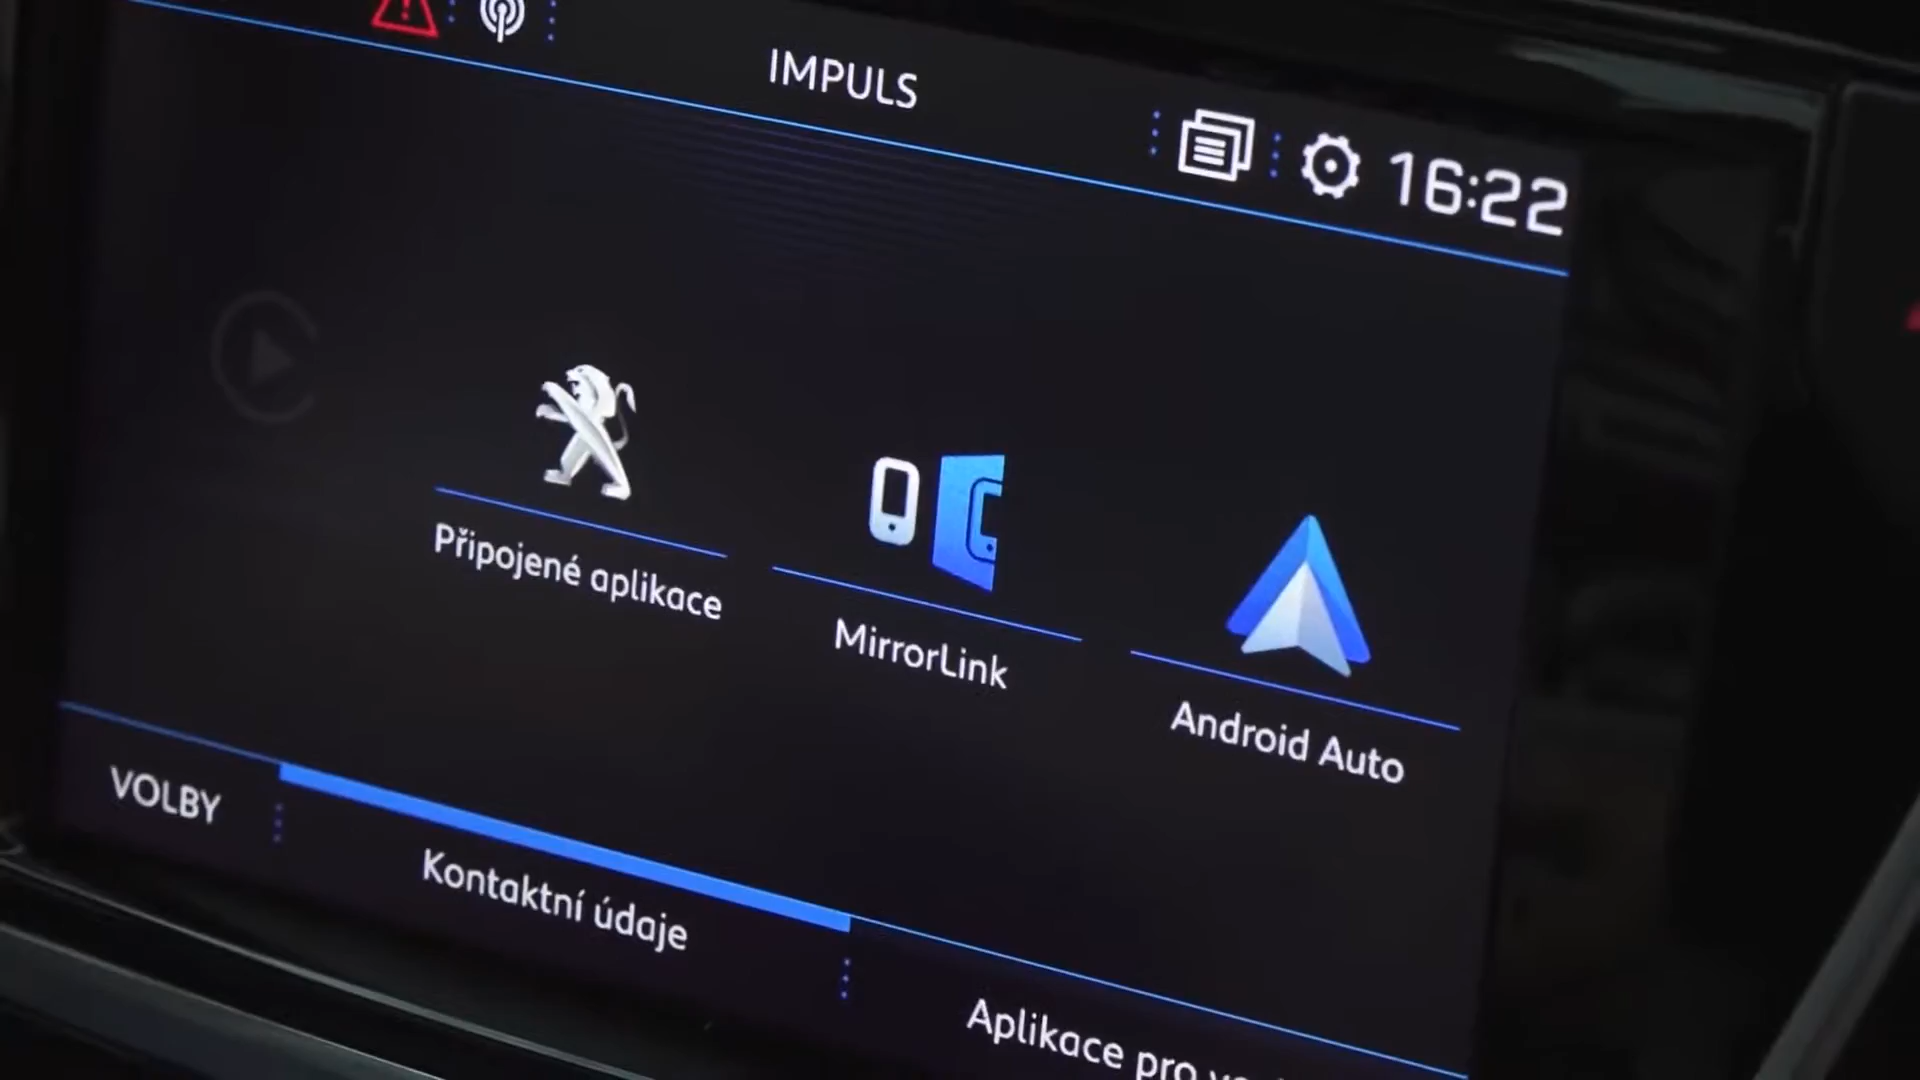 IMPULS
16:22
Připojené aplikace
MirrorLink
Android Auto
VOLBY
Kontaktní údaje
Aplikace pro